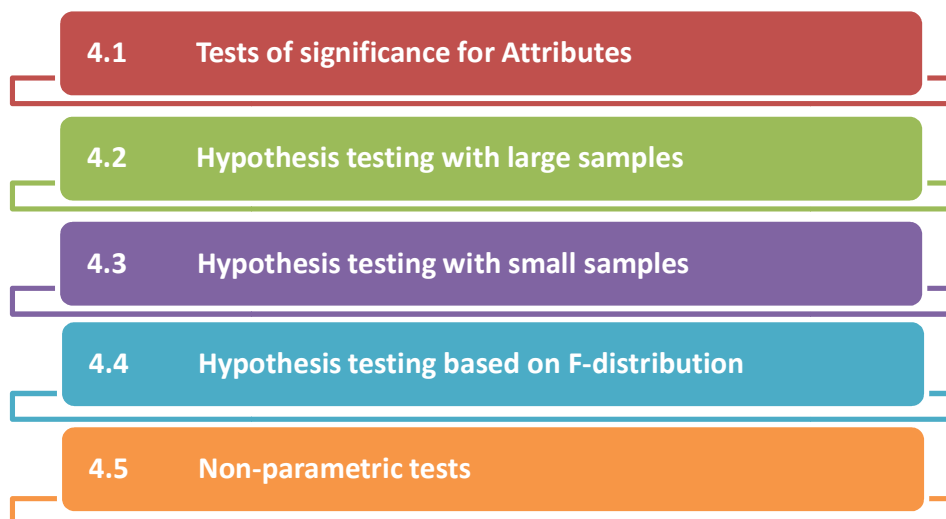 4.1 Tests of significance for Attributes
4.2 Hypothesis testing with large samples
4.3 Hypothesis testing with small samples
4.4 Hypothesis testing based on F-distribution
4.5 Non-parametric tests